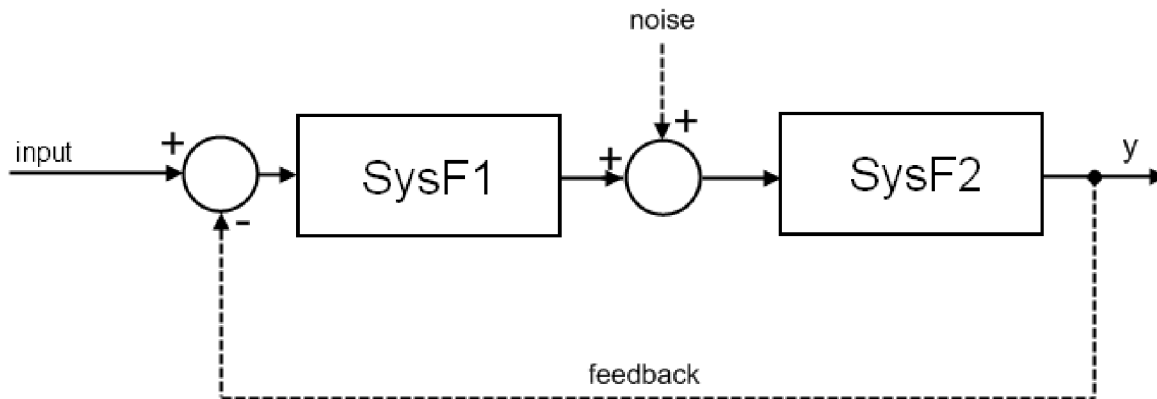 noise
+
+
input
SysF1
+
SysF2
y
-
feedback